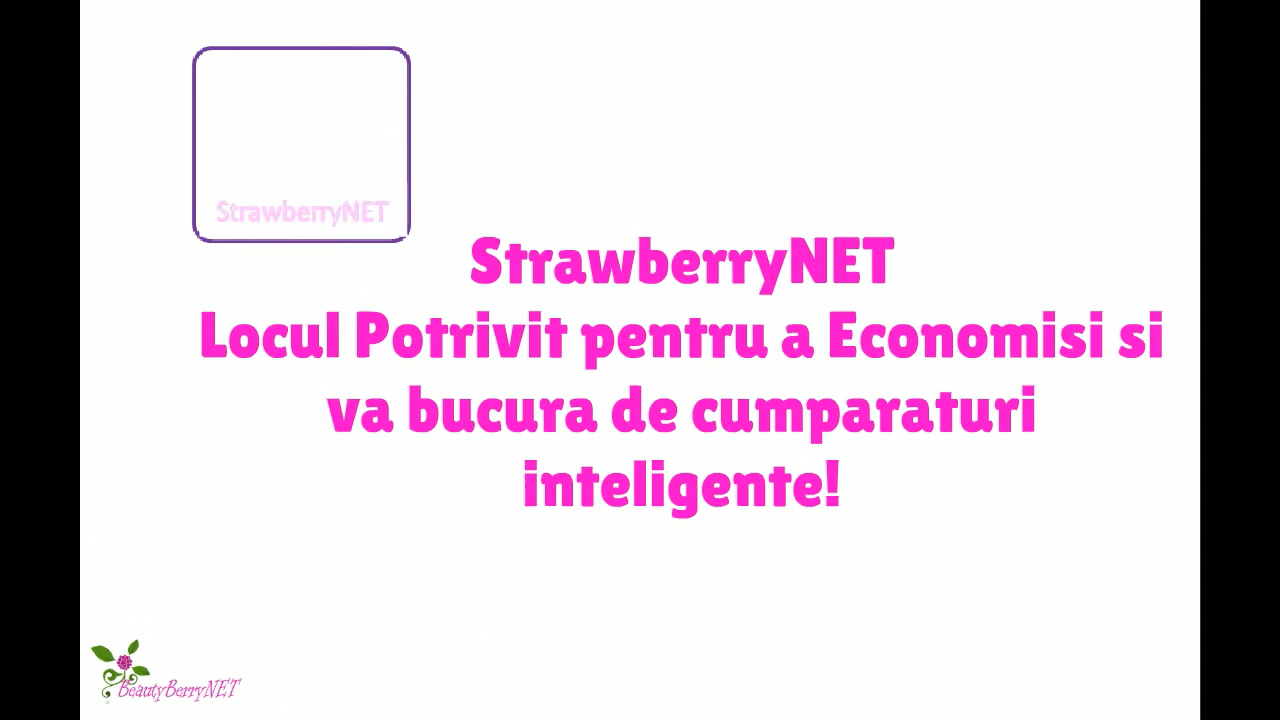 StrawberryNET
StrawberryNET
Locul Potrivit pentru a Economisi si
va bucura de cumparaturi
inteligente!
BeautyBerryNET